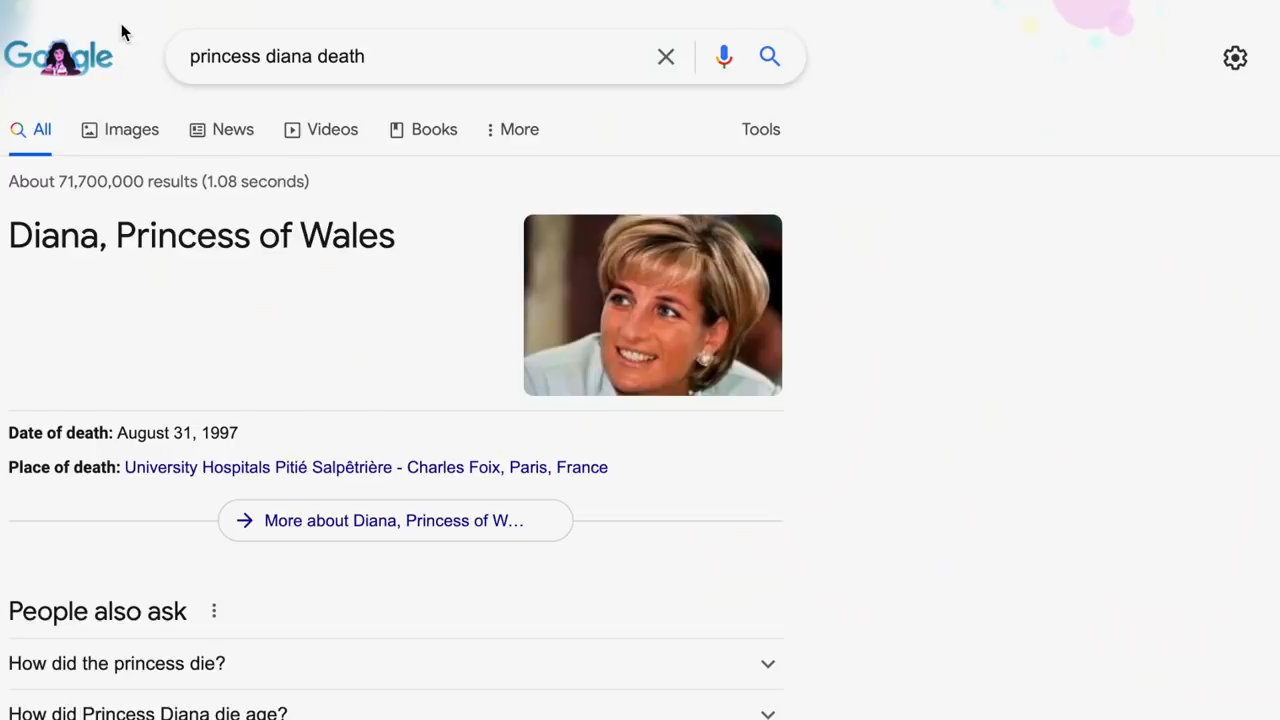 Google
princess diana death
All Images News Videos Books More Tools
About 71,700,000 results (1.08 seconds)
Diana, Princess of Wales
Date of death: August 31, 1997
Place of death: University Hospitals Pitié Salpêtrière - Charles Foix, Paris, France
More about Diana, Princess of W...
People also ask
How did the princess die?
How did Princess Diana die age?